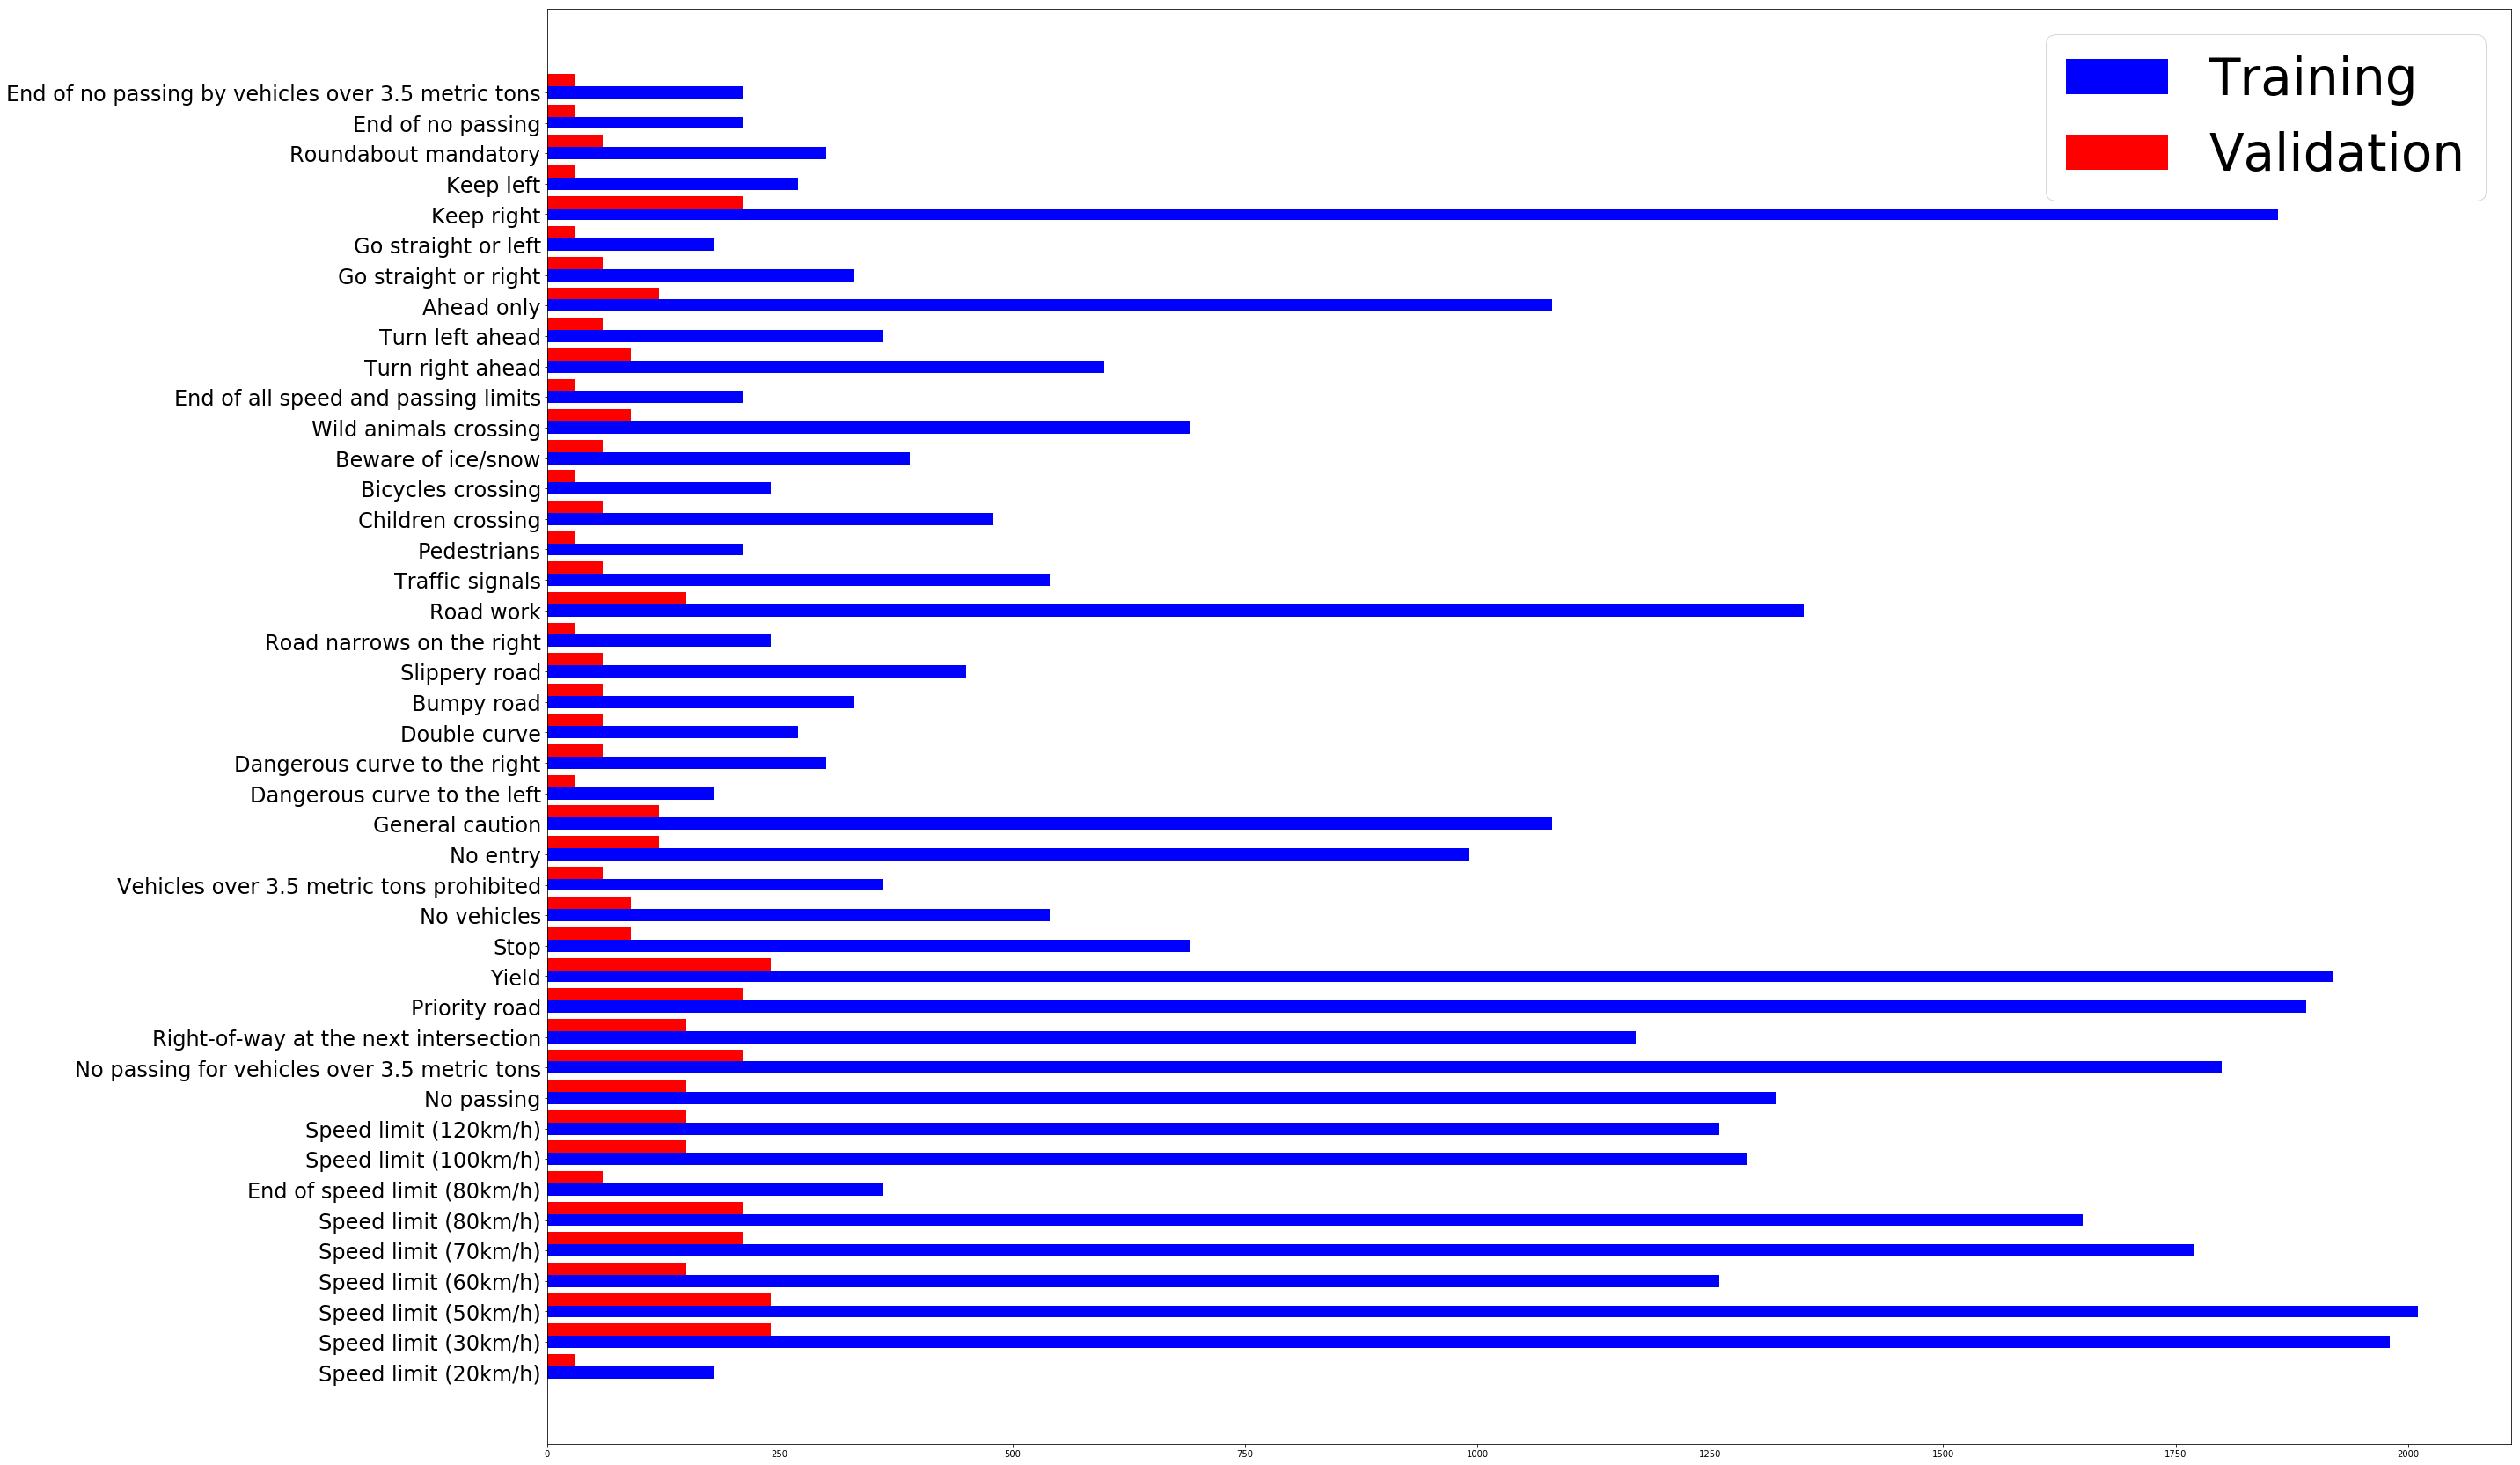 Training
Validation
End of no passing by vehicles over 3.5 metric tons
End of no passing
Roundabout mandatory
Keep left
Keep right
Go straight or left
Go straight or right
Ahead only
Turn left ahead
Turn right ahead
End of all speed and passing limits
Wild animals crossing
Beware of ice/snow
Bicycles crossing
Children crossing
Pedestrians
Traffic signals
Road work
Road narrows on the right
Slippery road
Bumpy road
Double curve
Dangerous curve to the right
Dangerous curve to the left
General caution
No entry
Vehicles over 3.5 metric tons prohibited
No vehicles
Stop
Yield
Priority road
Right-of-way at the next intersection
No passing for vehicles over 3.5 metric tons
No passing
Speed limit (120km/h)
Speed limit (100km/h)
End of speed limit (80km/h)
Speed limit (80km/h)
Speed limit (70km/h)
Speed limit (60km/h)
Speed limit (50km/h)
Speed limit (30km/h)
Speed limit (20km/h)
0 250 500 750 1000 1250 1500 1750 2000